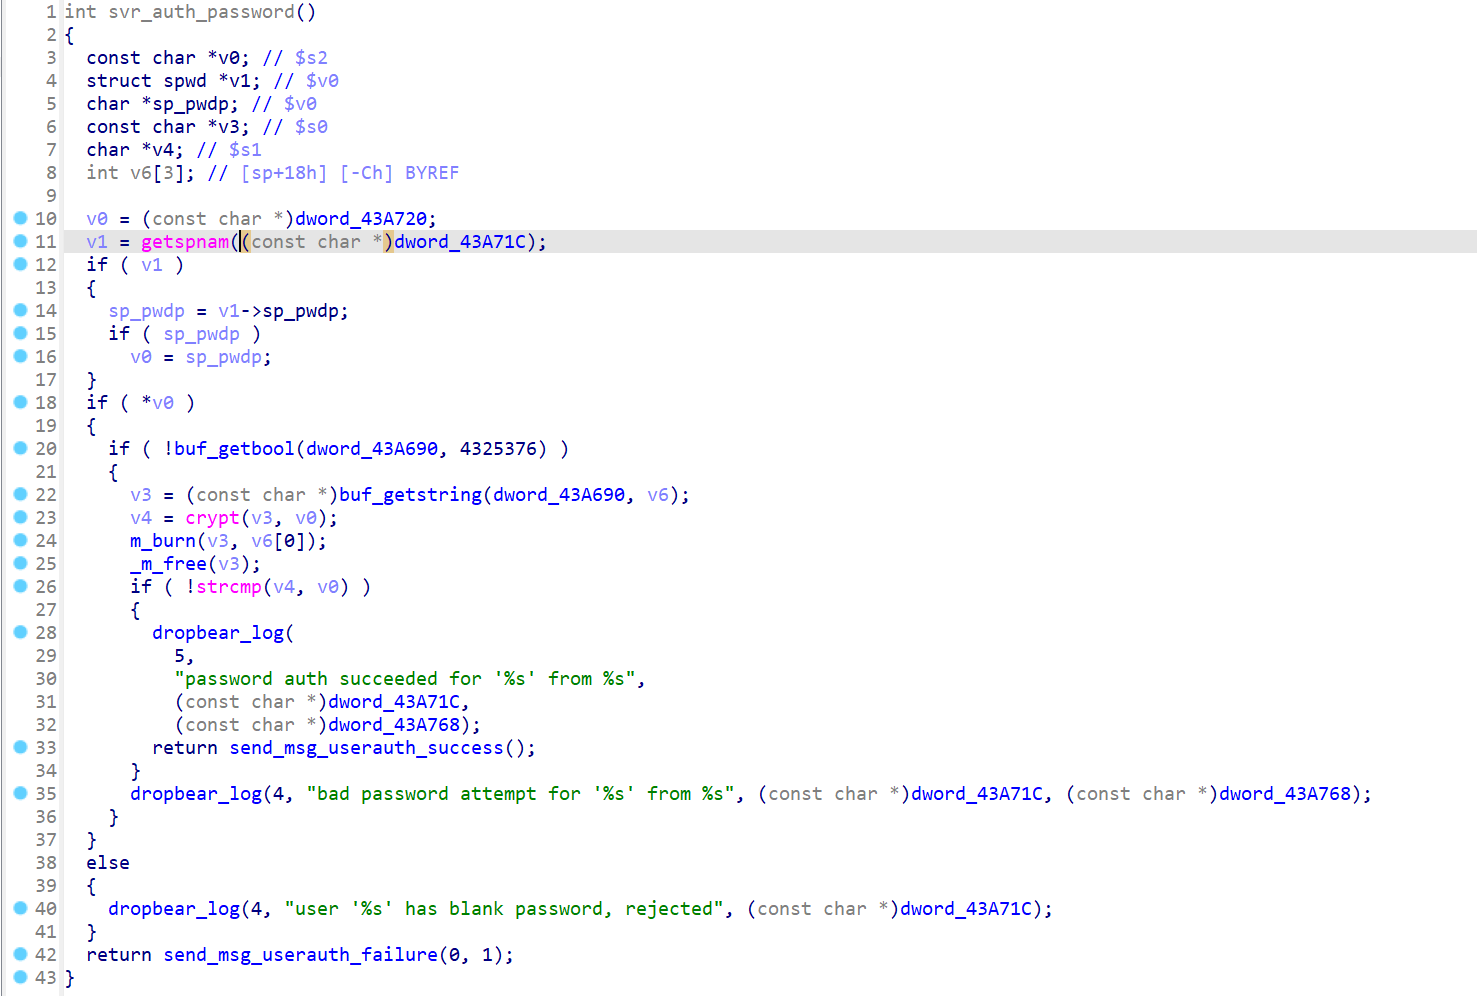 1 int svr_auth_password()
2 {
3 const char *v0; // $s2
4 struct spwd *v1; // $v0
5 char *sp_pwdp; // $v0
6 const char *v3; // $s0
7 char *v4; // $s1
8 int v6[3]; // [sp+18h] [-Ch] BYREF
9
10 v0 = (const char *)dword_43A720;
11 v1 = getspnam((const char *)dword_43A71C);
12 if ( v1 )
13 {
14 sp_pwdp = v1->sp_pwdp;
15 if ( sp_pwdp )
16 v0 = sp_pwdp;
17 }
18 if ( *v0 )
19 {
20 if ( !buf_getbool(dword_43A690, 4325376) )
21 {
22 v3 = (const char *)buf_getstring(dword_43A690, v6);
23 v4 = crypt(v3, v0);
24 m_burn(v3, v6[0]);
25 _m_free(v3);
26 if ( !strcmp(v4, v0) )
27 {
28 dropbear_log(
29 5,
30 "password auth succeeded for '%s' from %s",
31 (const char *)dword_43A71C,
32 (const char *)dword_43A768);
33 return send_msg_userauth_success();
34 }
35 dropbear_log(4, "bad password attempt for '%s' from %s", (const char *)dword_43A71C, (const char *)dword_43A768);
36 }
37 }
38 else
39 {
40 dropbear_log(4, "user '%s' has blank password, rejected", (const char *)dword_43A71C);
41 }
42 return send_msg_userauth_failure(0, 1);
43 }